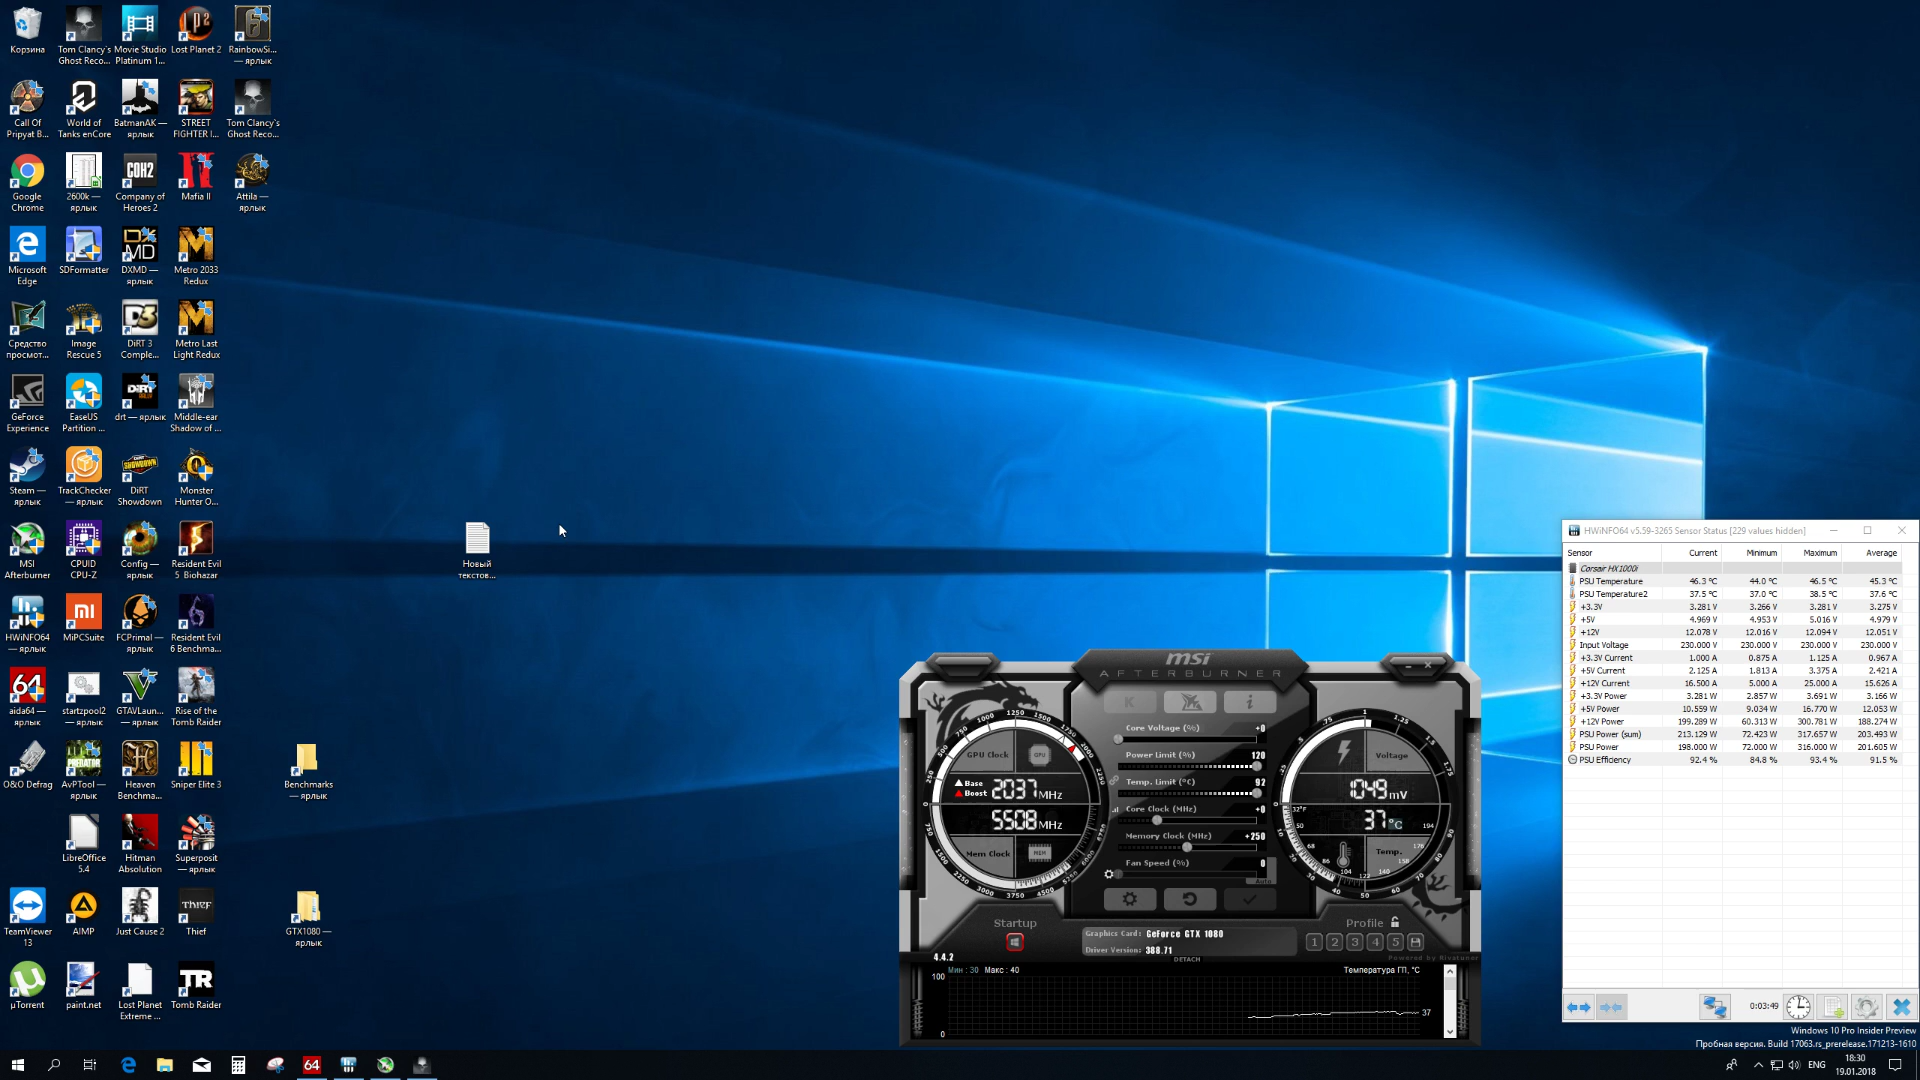 Корзина
Tom Clancy's
Ghost Reco...
Movie Studio
Platinum 1...
Lost Planet 2
RainbowSi...
— ярлык
Call Of
Pripyat B...
World of
Tanks enCore
BatmanAK —
ярлык
STREET
FIGHTER I...
Tom Clancy's
Ghost Reco...
Google
Chrome
2600k —
ярлык
Company of
Heroes 2
Mafia II
Attila —
ярлык
Microsoft
Edge
SDFormatter
DXMD —
ярлык
Metro 2033
Redux
Средство
просмот...
Image
Rescue 5
DiRT 3
Comple...
Metro Last
Light Redux
GeForce
Experience
EaseUS
Partition ...
drt — ярлык
Middle-ear
Shadow of ...
Steam —
ярлык
TrackChecker
— ярлык
DiRT
Showdown
Monster
Hunter O...
MSI
Afterburner
CPUID
CPU-Z
Config —
ярлык
Resident Evil
5 Biohazar
Новый
текстов...
HWiNFO64
— ярлык
MiPCSuite
FCPrimal —
ярлык
Resident Evil
6 Benchma...
aida64 —
ярлык
startzpool2
— ярлык
GTAVLaun...
— ярлык
Rise of the
Tomb Raider
O&O Defrag
AvPTool —
ярлык
Heaven
Benchma...
Sniper Elite 3
Benchmarks
— ярлык
LibreOffice
5.4
Hitman
Absolution
Superposit
— ярлык
TeamViewer
13
AIMP
Just Cause 2
Thief
GTX1080 —
ярлык
µTorrent
paint.net
Lost Planet
Extreme ...
Tomb Raider
HWiNFO64 v5.59-3265 Sensor Status [229 values hidden]
Sensor Current Minimum Maximum Average
Corsair HX1000i
PSU Temperature 46.3 °C 44.0 °C 46.5 °C 45.3 °C
PSU Temperature2 37.5 °C 37.0 °C 38.5 °C 37.6 °C
+3.3V 3.281 V 3.266 V 3.281 V 3.275 V
+5V 4.969 V 4.953 V 5.016 V 4.979 V
+12V 12.078 V 12.016 V 12.094 V 12.051 V
Input Voltage 230.000 V 230.000 V 230.000 V 230.000 V
+3.3V Current 1.000 A 0.875 A 1.125 A 0.967 A
+5V Current 2.125 A 1.813 A 3.375 A 2.421 A
+12V Current 16.500 A 5.000 A 25.000 A 15.626 A
+3.3V Power 3.281 W 2.857 W 3.691 W 3.166 W
+5V Power 10.559 W 9.034 W 16.770 W 12.053 W
+12V Power 199.289 W 60.313 W 300.781 W 188.274 W
PSU Power (sum) 213.129 W 72.423 W 317.657 W 203.493 W
PSU Power 198.000 W 72.000 W 316.000 W 201.605 W
PSU Efficiency 92.4 % 84.8 % 93.4 % 91.5 %
0:03:49
msi
AFTERBURNER
K i
GPU Clock GPU
Base
Boost 2037 MHz
5508 MHz
Mem Clock MEM
Core Voltage (%) +0
Power Limit (%) 120
Temp. Limit (°C) 92
Core Clock (MHz) +0
Memory Clock (MHz) +250
Fan Speed (%) 0
Auto
Voltage
1049 mV
37 °C
Temp.
Startup
Profile
1 2 3 4 5
Graphics Card: GeForce GTX 1080
Driver Version: 388.71
DETACH
Powered by Rivatuner
4.4.2
Мин : 30 Макс : 40
Температура ГП, °C
100
37
0
Windows 10 Pro Insider Preview
Пробная версия. Build 17063.rs_prerelease.171213-1610
64
ENG
18:30
19.01.2018